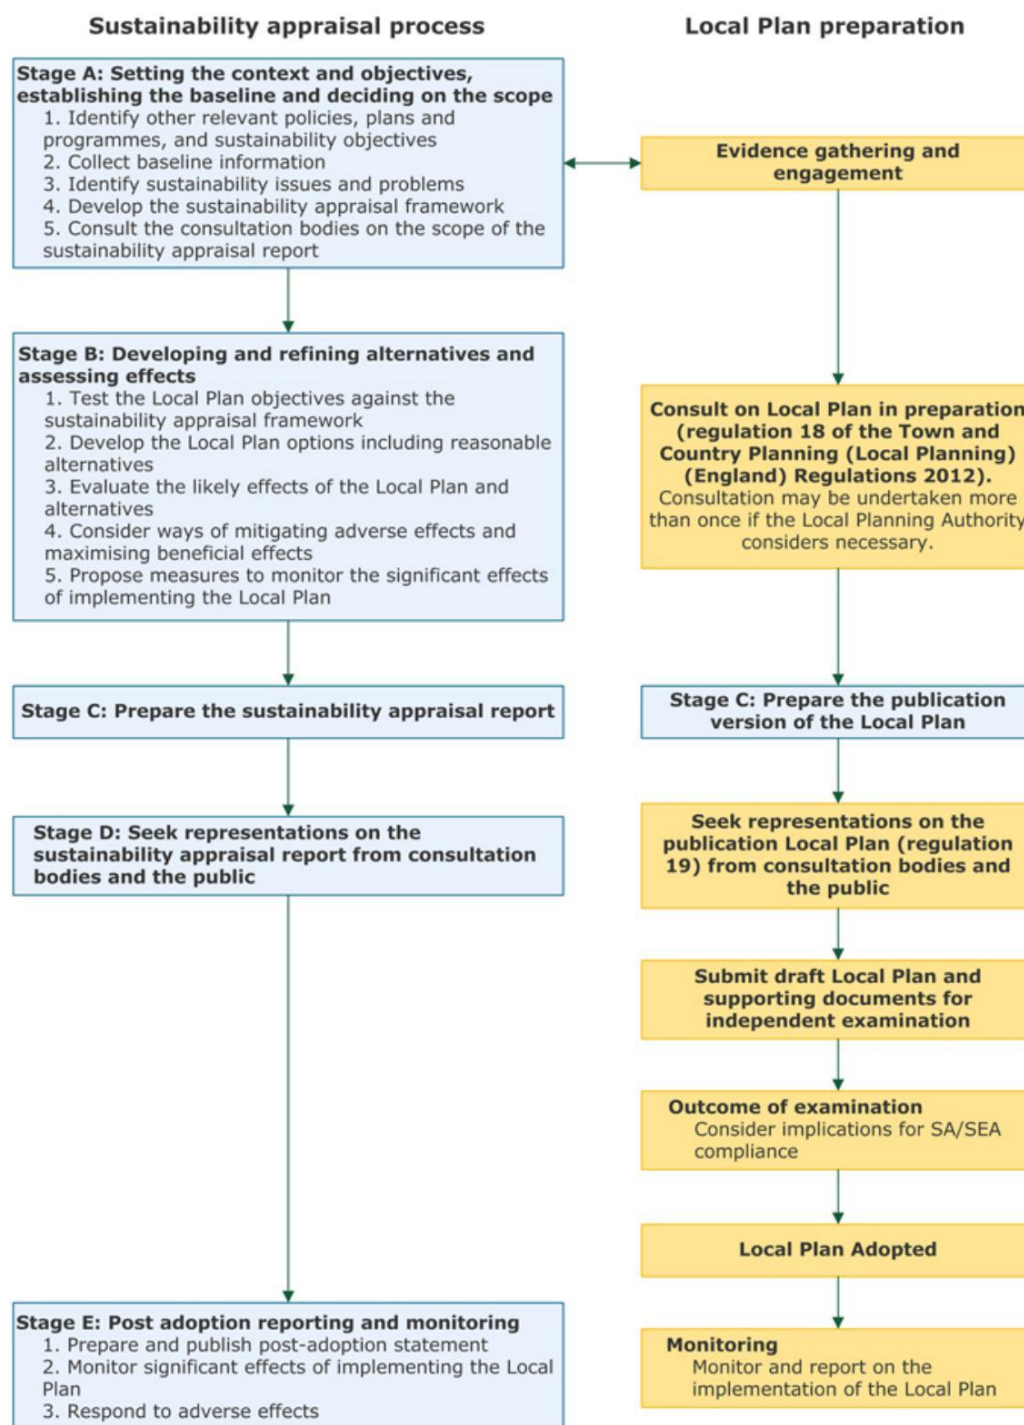 Sustainability appraisal process
Local Plan preparation
Stage A: Setting the context and objectives,
establishing the baseline and deciding on the scope
1. Identify other relevant policies, plans and
programmes, and sustainability objectives
2. Collect baseline information
3. Identify sustainability issues and problems
4. Develop the sustainability appraisal framework
5. Consult the consultation bodies on the scope of the
sustainability appraisal report
Evidence gathering and
engagement
Stage B: Developing and refining alternatives and
assessing effects
1. Test the Local Plan objectives against the
sustainability appraisal framework
2. Develop the Local Plan options including reasonable
alternatives
3. Evaluate the likely effects of the Local Plan and
alternatives
4. Consider ways of mitigating adverse effects and
maximising beneficial effects
5. Propose measures to monitor the significant effects
of implementing the Local Plan
Consult on Local Plan in preparation
(regulation 18 of the Town and
Country Planning (Local Planning)
(England) Regulations 2012).
Consultation may be undertaken more
than once if the Local Planning Authority
considers necessary.
Stage C: Prepare the sustainability appraisal report
Stage C: Prepare the publication
version of the Local Plan
Stage D: Seek representations on the
sustainability appraisal report from consultation
bodies and the public
Seek representations on the
publication Local Plan (regulation
19) from consultation bodies and
the public
Submit draft Local Plan and
supporting documents for
independent examination
Outcome of examination
Consider implications for SA/SEA
compliance
Local Plan Adopted
Stage E: Post adoption reporting and monitoring
1. Prepare and publish post-adoption statement
2. Monitor significant effects of implementing the Local
Plan
3. Respond to adverse effects
Monitoring
Monitor and report on the
implementation of the Local Plan